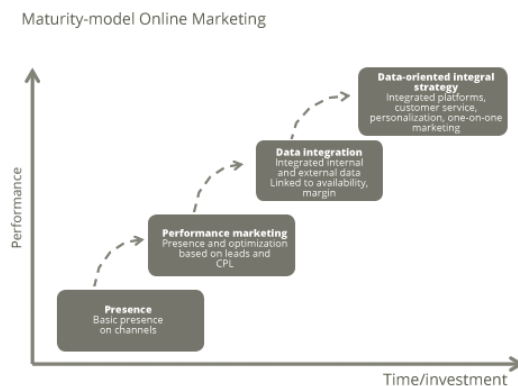 Maturity-model Online Marketing
Data-oriented integral
strategy
Integrated platforms,
customer service,
personalization, one-on-one
marketing
Data integration
Integrated internal
and external data
Linked to availability,
margin
Performance marketing
Presence and optimization
based on leads and
CPL
Presence
Basic presence
on channels
Performance
Time/investment